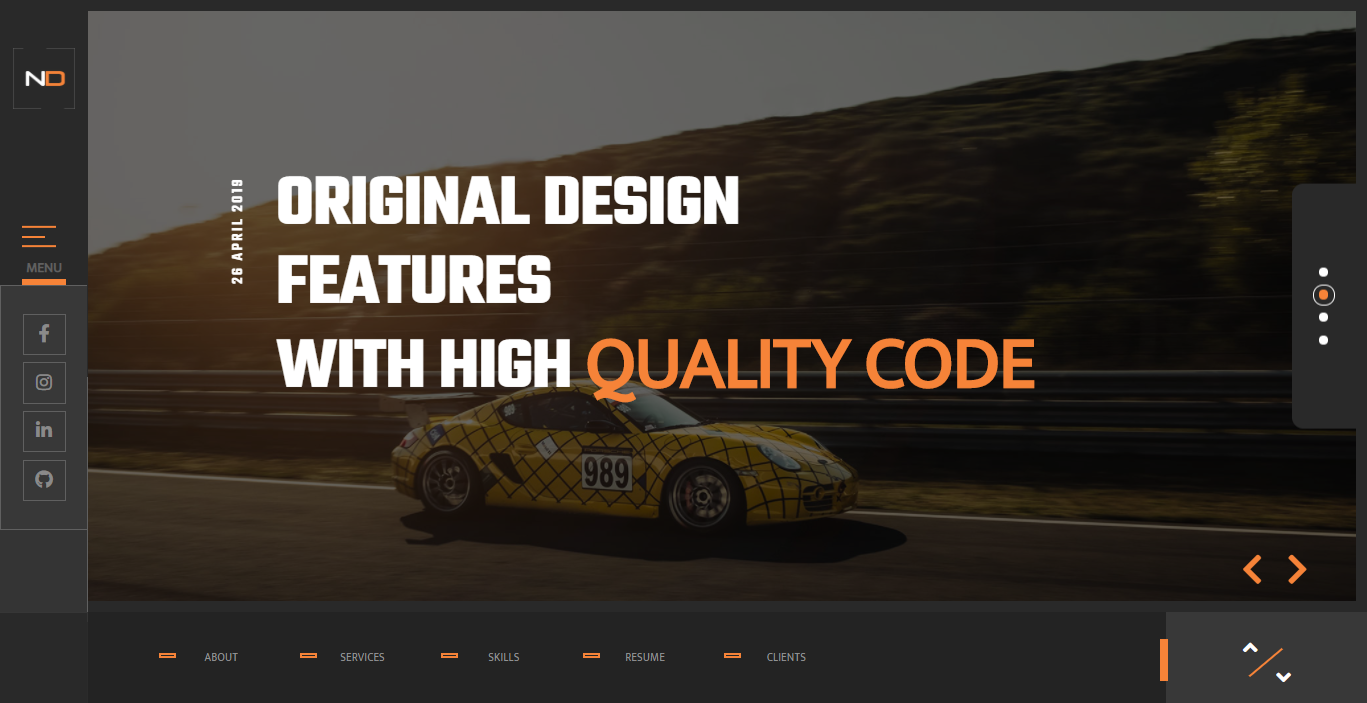 ND
MENU
26 APRIL 2019
ORIGINAL DESIGN
FEATURES
WITH HIGH QUALITY CODE
989
ABOUT
SERVICES
SKILLS
RESUME
CLIENTS